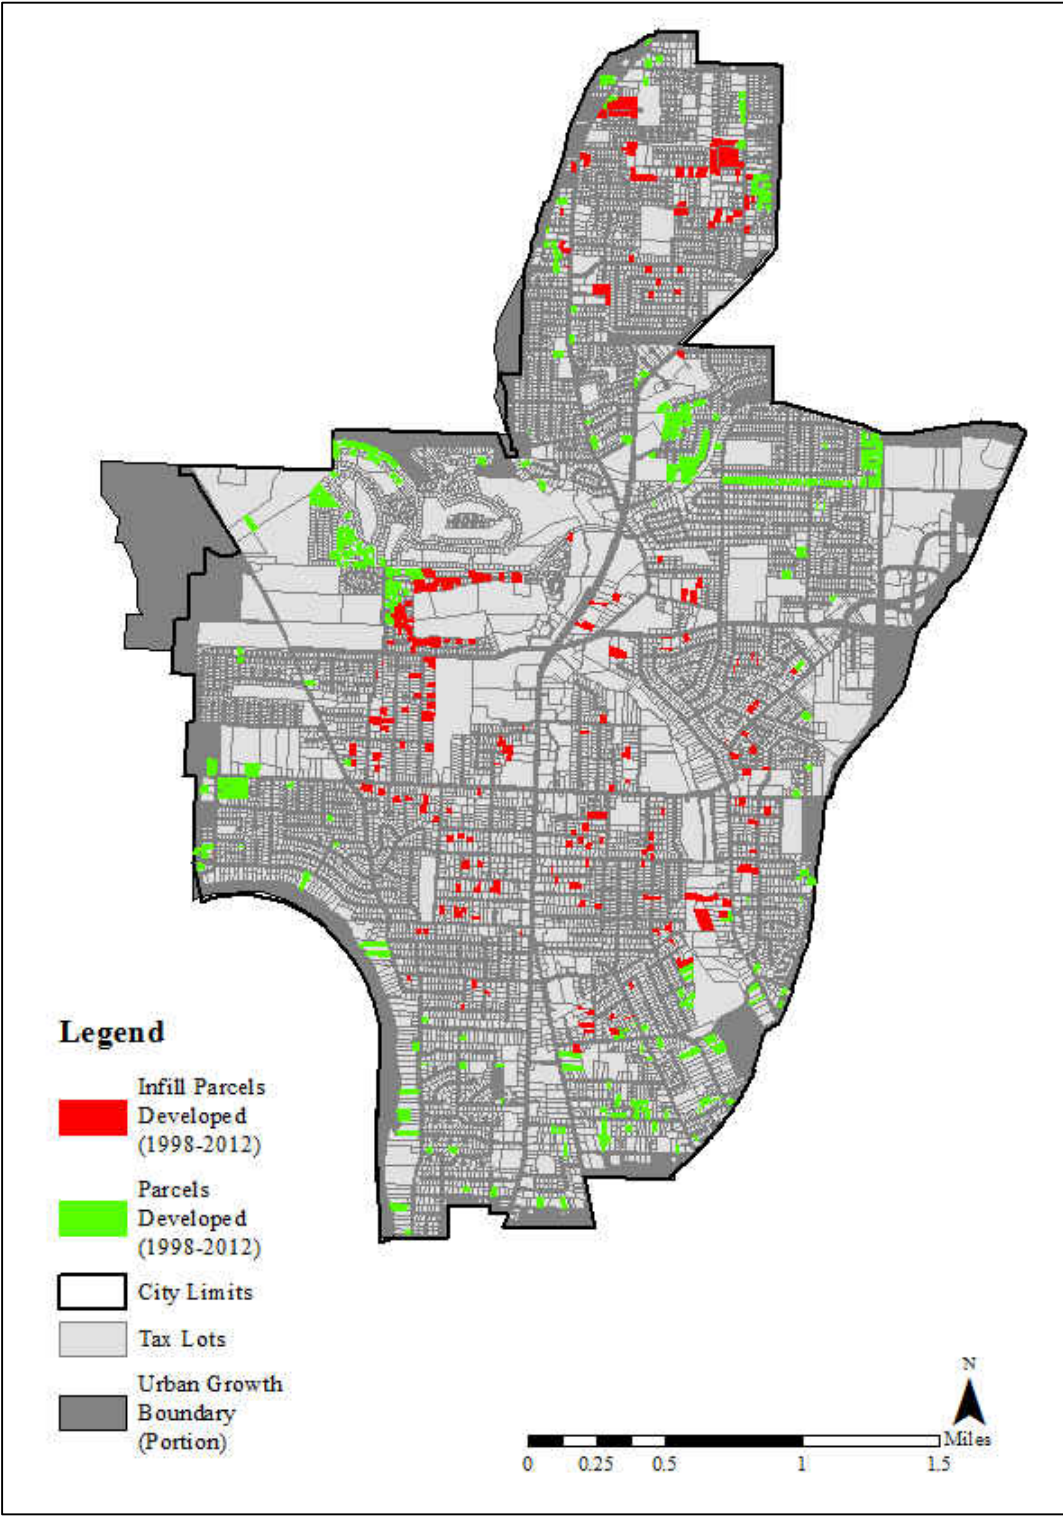 Legend
Infill Parcels
Developed
(1998-2012)
Parcels
Developed
(1998-2012)
City Limits
Tax Lots
Urban Growth
Boundary
(Portion)
N
Miles
0 0.25 0.5 1 1.5